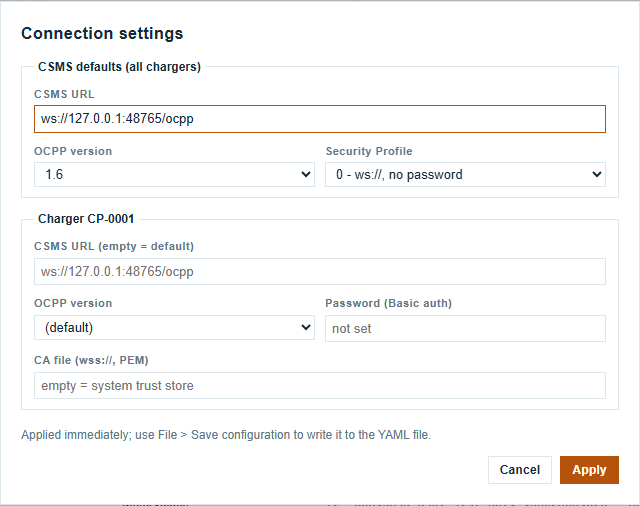 Connection settings
CSMS defaults (all chargers)
CSMS URL
ws://127.0.0.1:48765/ocpp
OCPP version
Security Profile
1.6
0 - ws://, no password
Charger CP-0001
CSMS URL (empty = default)
ws://127.0.0.1:48765/ocpp
OCPP version
Password (Basic auth)
(default)
not set
CA file (wss://, PEM)
empty = system trust store
Applied immediately; use File > Save configuration to write it to the YAML file.
Cancel
Apply